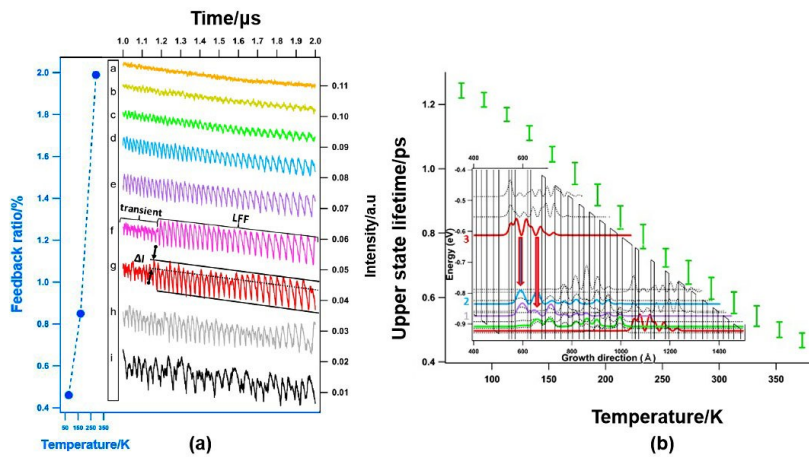 Time/µs
1.0 1.1 1.2 1.3 1.4 1.5 1.6 1.7 1.8 1.9 2.0
Feedback ratio/%
2.0
1.8
1.6
1.4
1.2
1.0
0.8
0.6
0.4
50 150 250 350
Temperature/K
a
b
c
d
e
f
g
h
i
transient
LFF
ΔI
0.11
0.10
0.09
0.08
0.07
0.06
0.05
0.04
0.03
0.02
0.01
Intensity/a.u
(a)
Upper state lifetime/ps
1.2
1.0
0.8
0.6
0.4
400 600
-0.4
-0.5
-0.6
-0.7
-0.8
-0.9
Energy (eV)
3
2
1
400 600 800 1000 1200 1400
Growth direction (Å)
100 150 200 250 300 350
Temperature/K
(b)